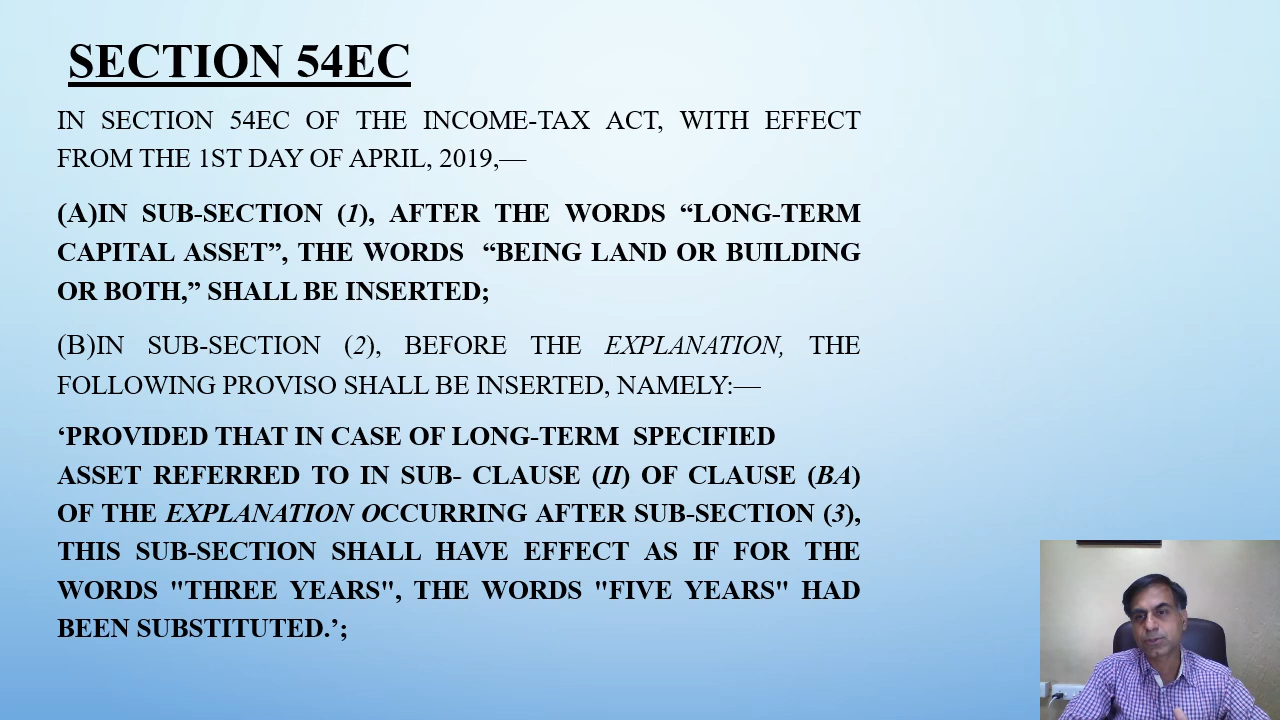 SECTION 54EC
IN SECTION 54EC OF THE INCOME-TAX ACT, WITH EFFECT
FROM THE 1ST DAY OF APRIL, 2019,—
(A)IN SUB-SECTION (1), AFTER THE WORDS “LONG-TERM
CAPITAL ASSET”, THE WORDS “BEING LAND OR BUILDING
OR BOTH,” SHALL BE INSERTED;
(B)IN SUB-SECTION (2), BEFORE THE EXPLANATION, THE
FOLLOWING PROVISO SHALL BE INSERTED, NAMELY:—
‘PROVIDED THAT IN CASE OF LONG-TERM SPECIFIED
ASSET REFERRED TO IN SUB- CLAUSE (II) OF CLAUSE (BA)
OF THE EXPLANATION OCCURRING AFTER SUB-SECTION (3),
THIS SUB-SECTION SHALL HAVE EFFECT AS IF FOR THE
WORDS "THREE YEARS", THE WORDS "FIVE YEARS" HAD
BEEN SUBSTITUTED.’;